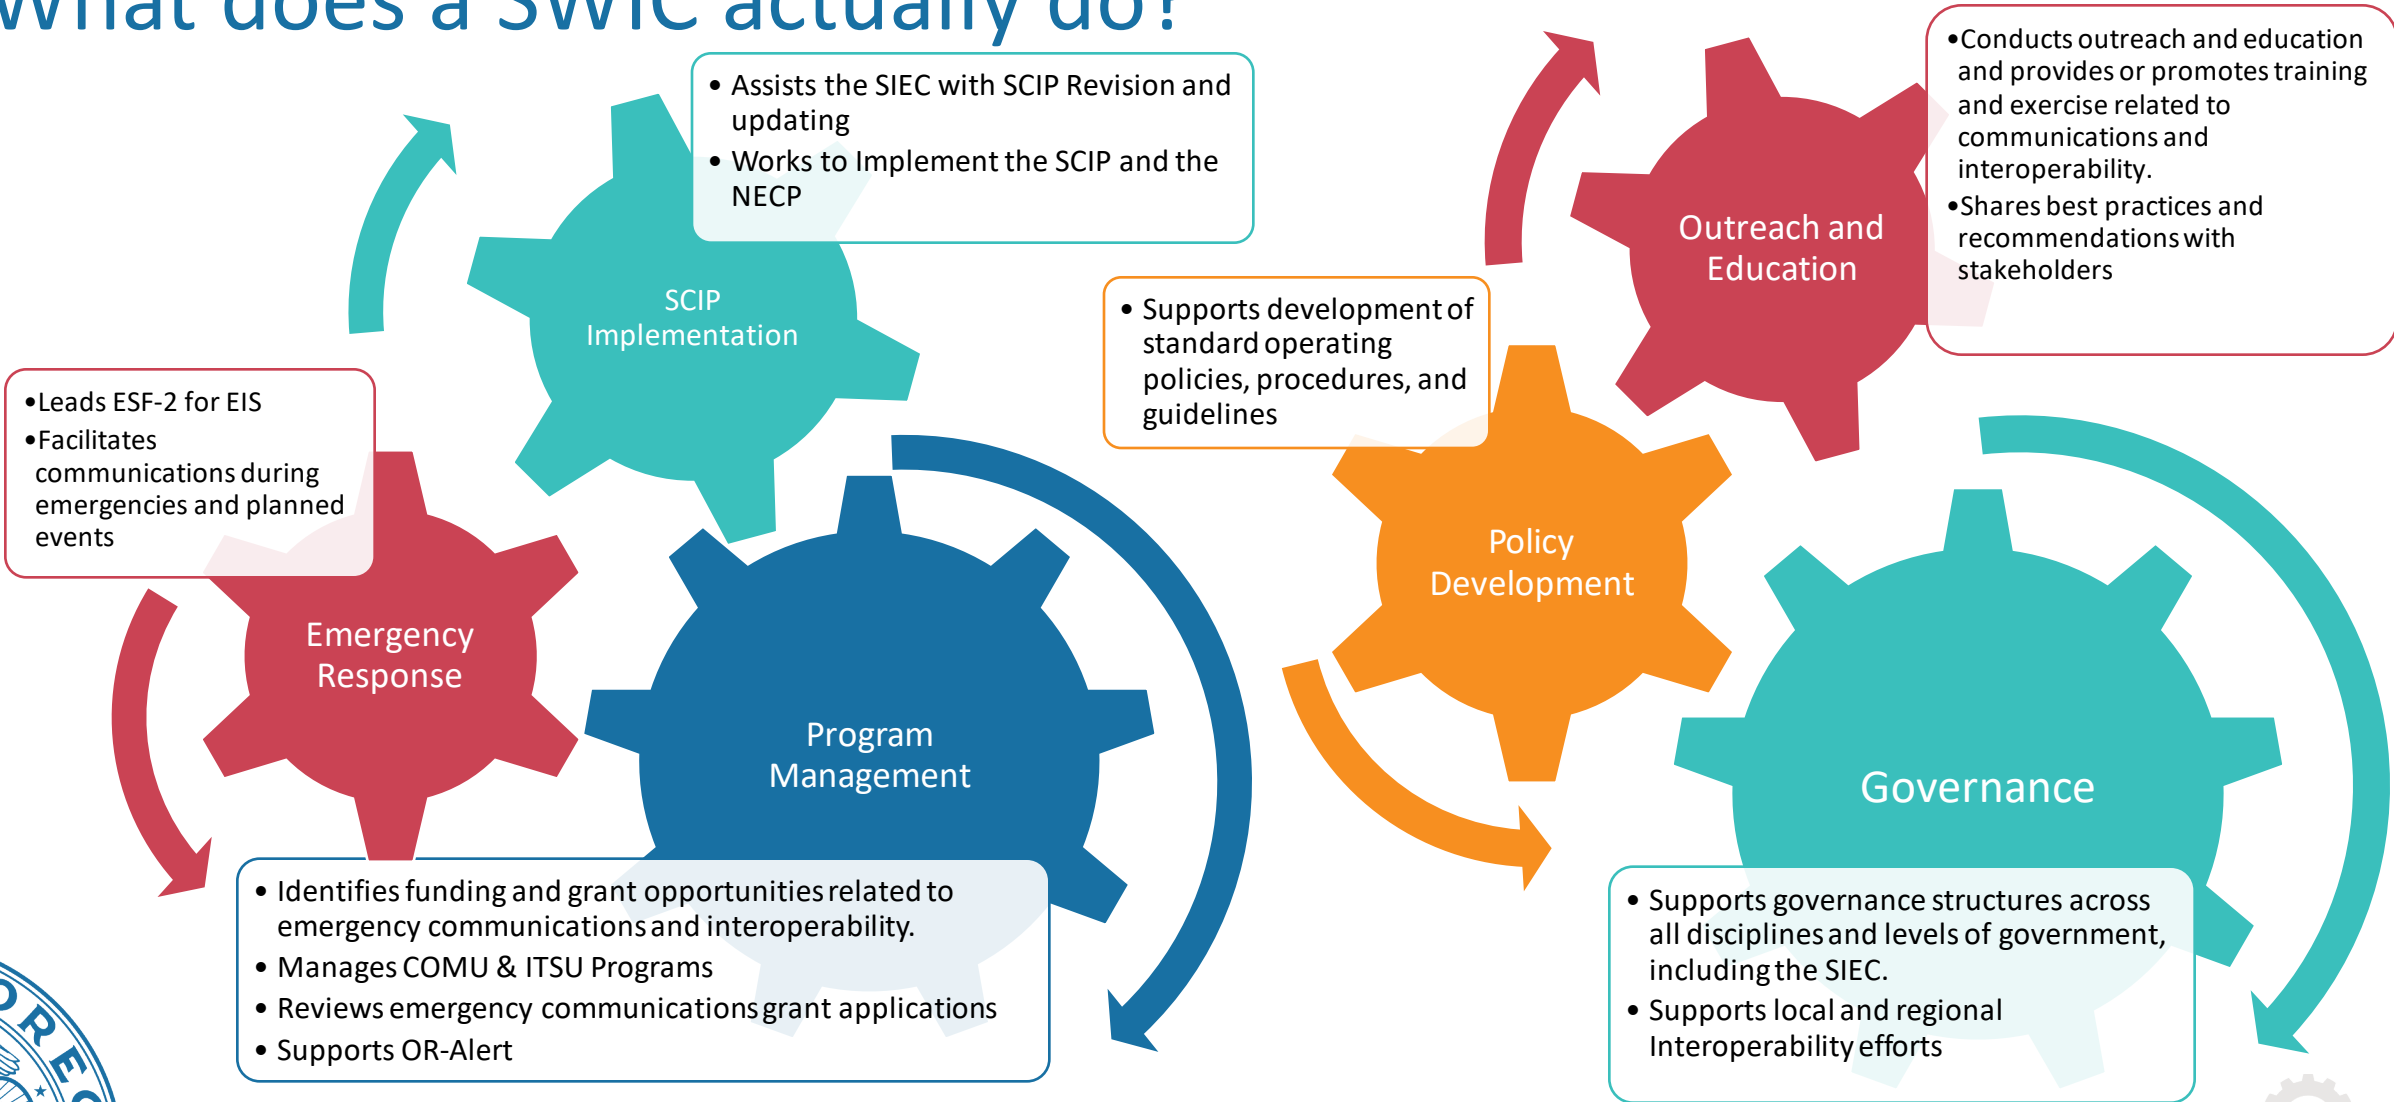 What does a SWIC actually do?
• Assists the SIEC with SCIP Revision and
updating
• Works to Implement the SCIP and the
NECP
SCIP
Implementation
•Leads ESF-2 for EIS
•Facilitates
communications during
emergencies and planned
events
Emergency
Response
Program
Management
• Identifies funding and grant opportunities related to
emergency communications and interoperability.
• Manages COMU & ITSU Programs
• Reviews emergency communications grant applications
• Supports OR-Alert
•Conducts outreach and education
and provides or promotes training
and exercise related to
communications and
interoperability.
•Shares best practices and
recommendations with
stakeholders
Outreach and
Education
• Supports development of
standard operating
policies, procedures, and
guidelines
Policy
Development
Governance
• Supports governance structures across
all disciplines and levels of government,
including the SIEC.
• Supports local and regional
Interoperability efforts